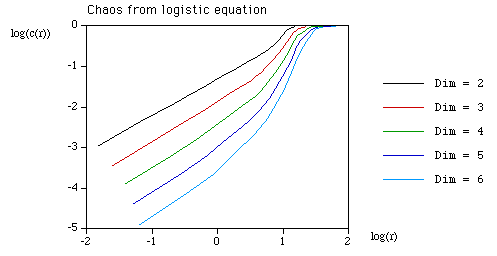 Chaos from logistic equation
log(c(r))
0
-1
-2
-3
-4
-5
-2
-1
0
1
2
log(r)
Dim = 2
Dim = 3
Dim = 4
Dim = 5
Dim = 6